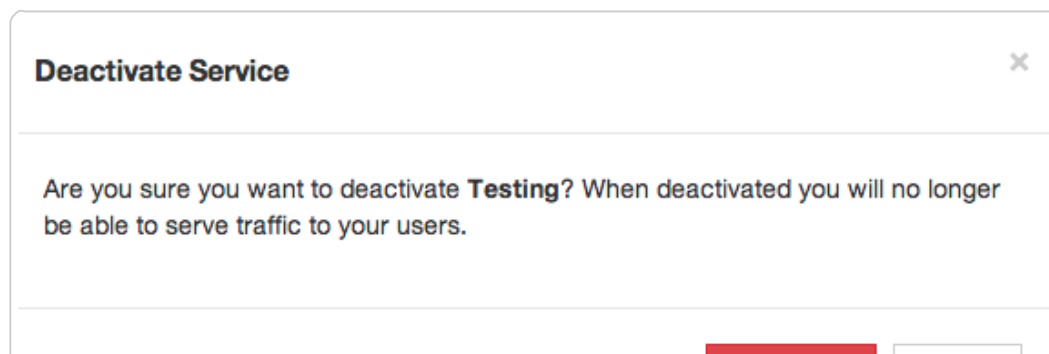 Deactivate Service
×
Are you sure you want to deactivate Testing? When deactivated you will no longer
be able to serve traffic to your users.